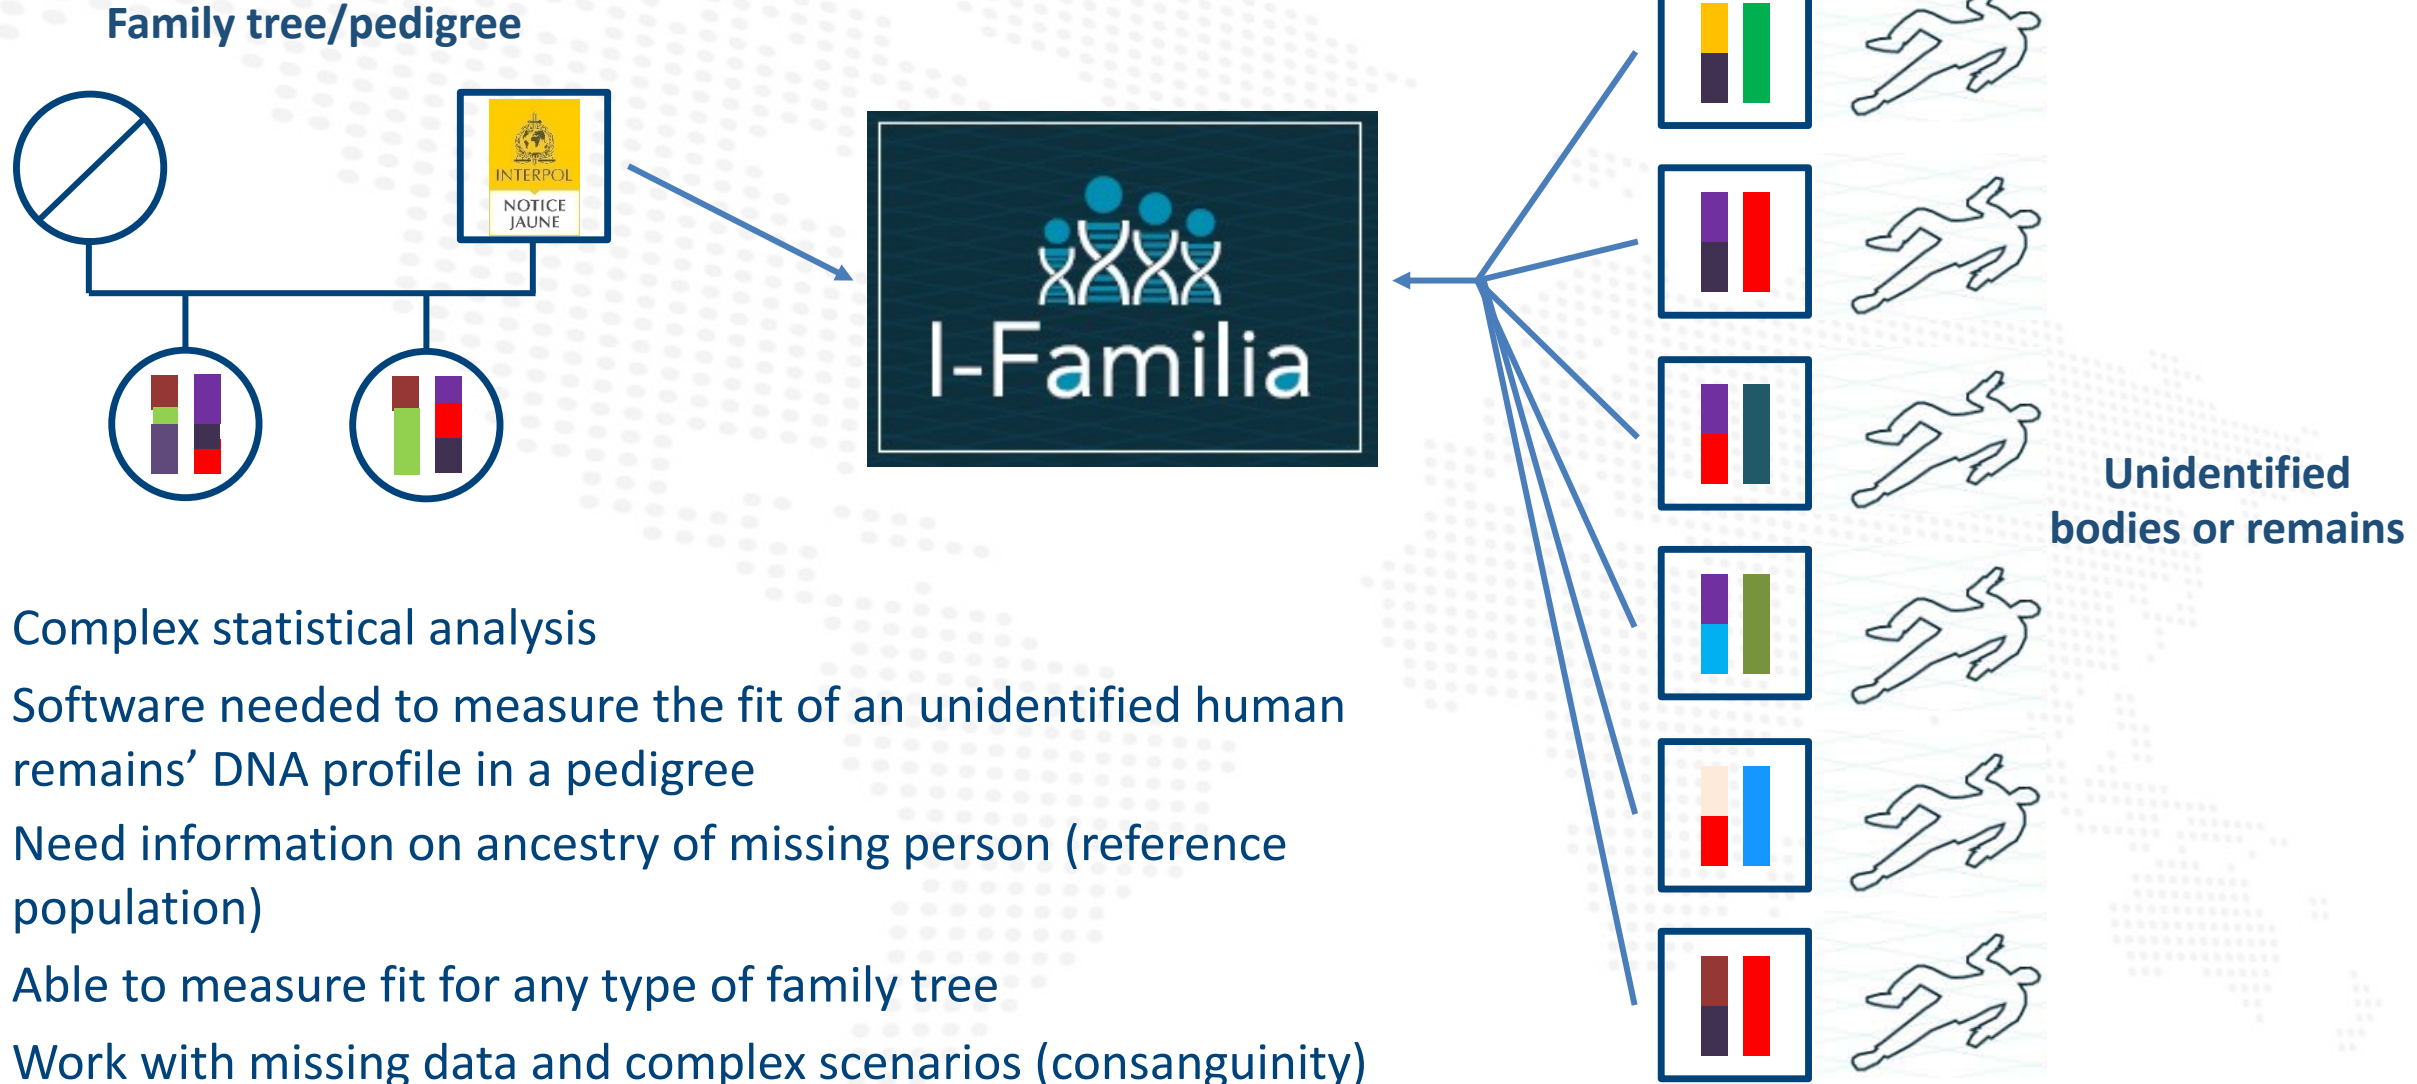 Family tree/pedigree
INTERPOL
NOTICE
JAUNE
I-Familia
Unidentified
bodies or remains
Complex statistical analysis
Software needed to measure the fit of an unidentified human
remains’ DNA profile in a pedigree
Need information on ancestry of missing person (reference
population)
Able to measure fit for any type of family tree
Work with missing data and complex scenarios (consanguinity)